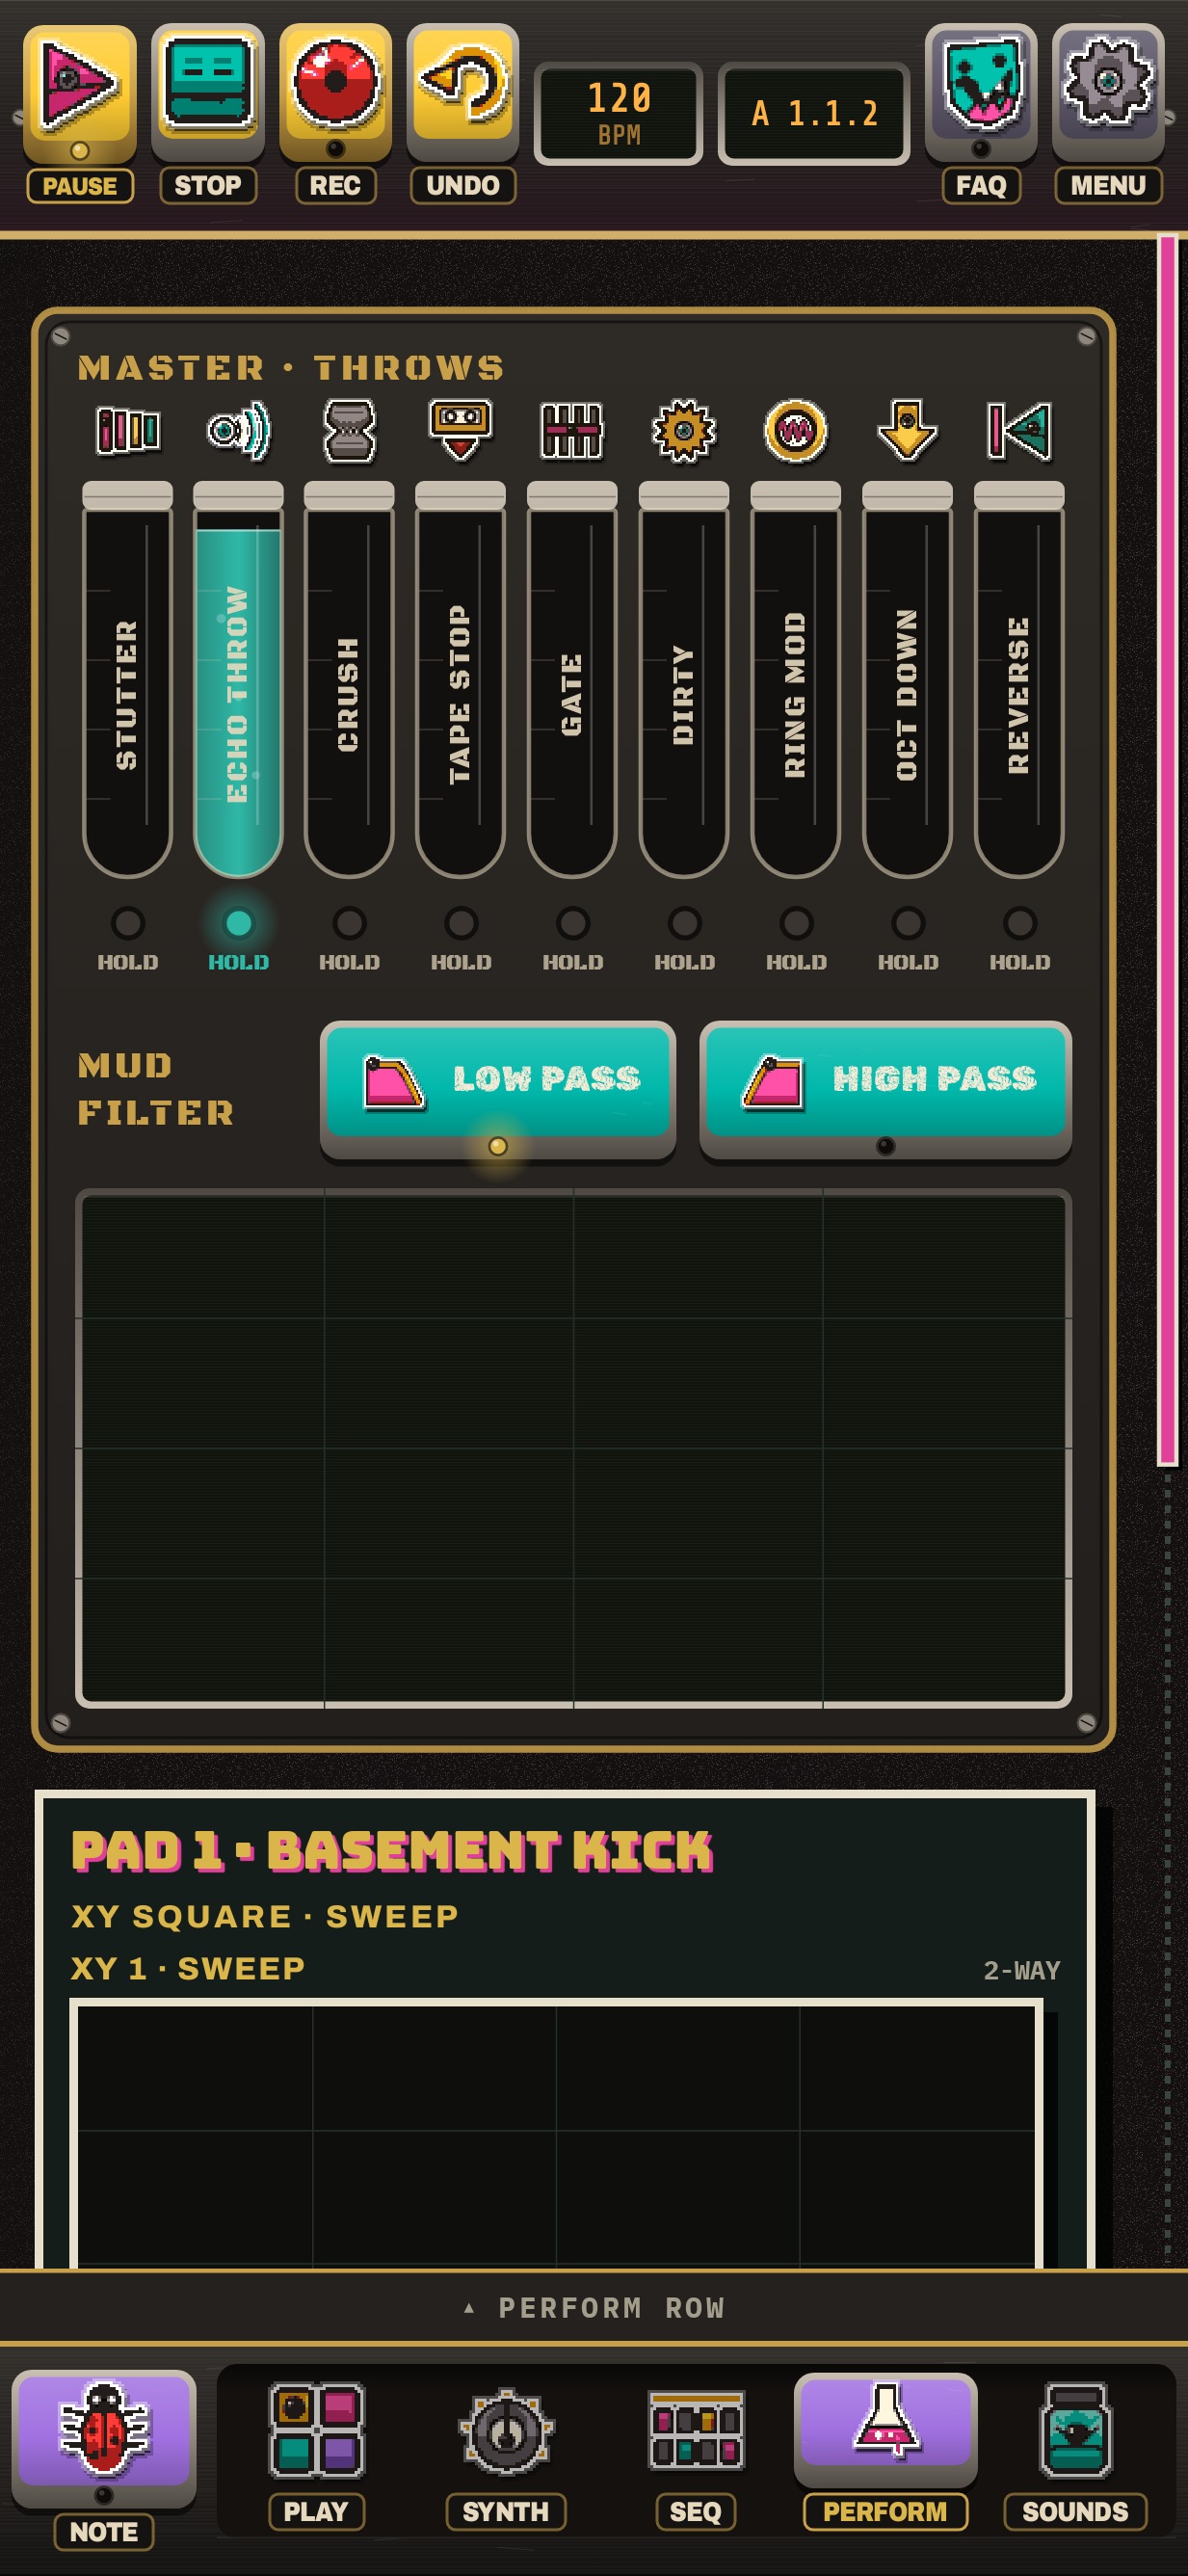 PAUSE
STOP
REC
UNDO
120
BPM
A 1.1.2
FAQ
MENU
MASTER · THROWS
STUTTER
ECHO THROW
CRUSH
TAPE STOP
GATE
DIRTY
RING MOD
OCT DOWN
REVERSE
HOLD
HOLD
HOLD
HOLD
HOLD
HOLD
HOLD
HOLD
HOLD
MUD
FILTER
LOW PASS
HIGH PASS
PAD 1 · BASEMENT KICK
XY SQUARE · SWEEP
XY 1 · SWEEP
2-WAY
▲ PERFORM ROW
NOTE
PLAY
SYNTH
SEQ
PERFORM
SOUNDS